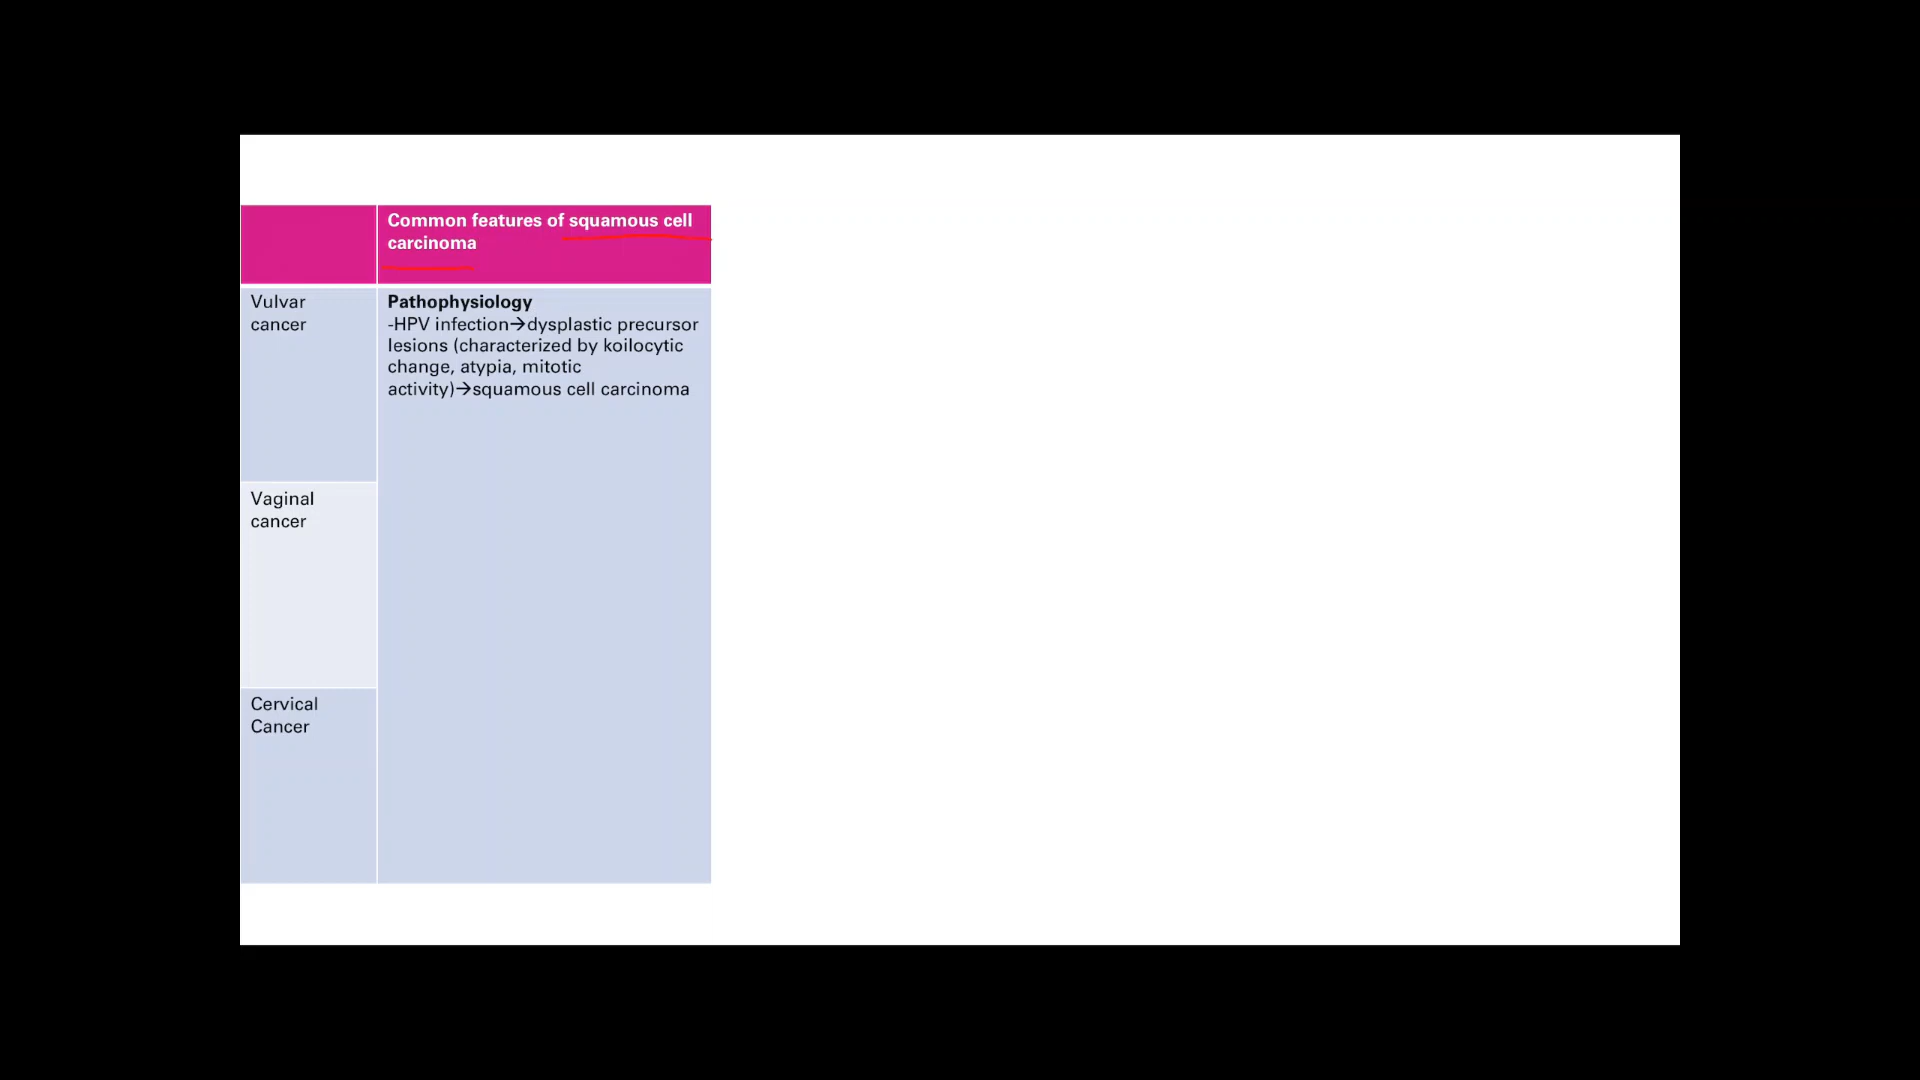 Common features of squamous cell
carcinoma
Vulvar
cancer
Pathophysiology
-HPV infection→dysplastic precursor
lesions (characterized by koilocytic
change, atypia, mitotic
activity)→squamous cell carcinoma
Vaginal
cancer
Cervical
Cancer